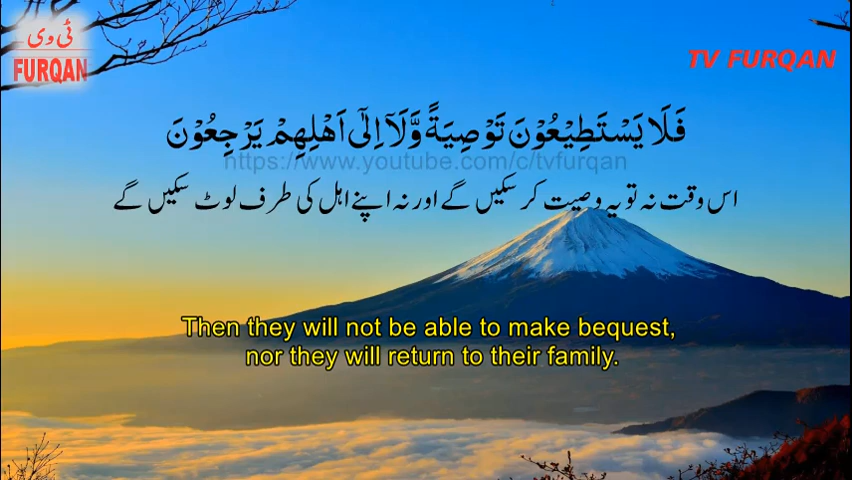 ٹی وی
FURQAN
TV FURQAN
فَلَا يَسْتَطِيْعُوْنَ تَوْصِيَةً وَّلَآ اِلٰٓى اَهْلِهِمْ يَرْجِعُوْنَ
https://www.youtube.com/c/tvfurqan
اس وقت نہ تو یہ وصیت کر سکیں گے اور نہ اپنے اہل کی طرف لوٹ سکیں گے
Then they will not be able to make bequest,
nor they will return to their family.